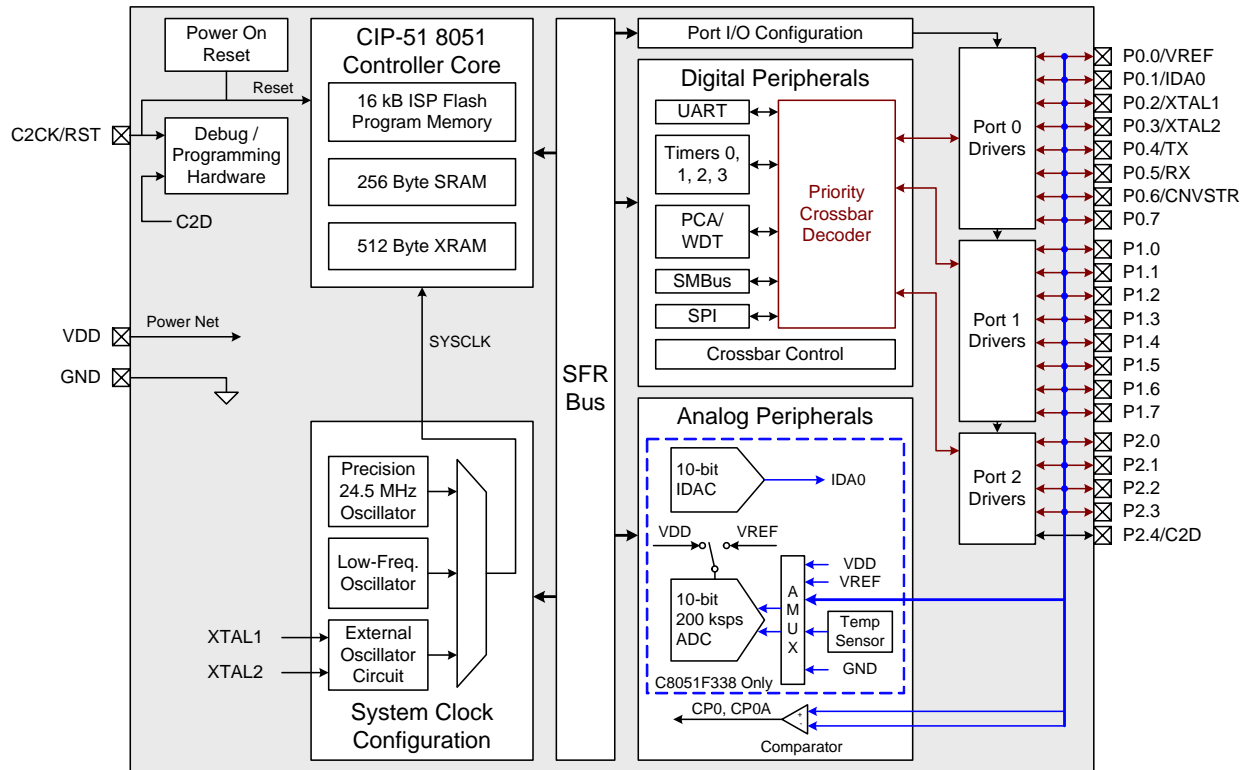 Power On
Reset
Reset
C2CK/RST
Debug /
Programming
Hardware
C2D
VDD
Power Net
GND
CIP-51 8051
Controller Core
16 kB ISP Flash
Program Memory
256 Byte SRAM
512 Byte XRAM
SYSCLK
Precision
24.5 MHz
Oscillator
Low-Freq.
Oscillator
XTAL1
XTAL2
External
Oscillator
Circuit
System Clock
Configuration
SFR
Bus
Port I/O Configuration
Digital Peripherals
UART
Timers 0,
1, 2, 3
PCA/
WDT
SMBus
SPI
Priority
Crossbar
Decoder
Crossbar Control
Analog Peripherals
10-bit
IDAC
IDA0
VDD
VREF
10-bit
200 ksps
ADC
A
M
U
X
VDD
VREF
Temp
Sensor
GND
C8051F338 Only
CP0, CP0A
+
-
Comparator
Port 0
Drivers
Port 1
Drivers
Port 2
Drivers
P0.0/VREF
P0.1/IDA0
P0.2/XTAL1
P0.3/XTAL2
P0.4/TX
P0.5/RX
P0.6/CNVSTR
P0.7
P1.0
P1.1
P1.2
P1.3
P1.4
P1.5
P1.6
P1.7
P2.0
P2.1
P2.2
P2.3
P2.4/C2D